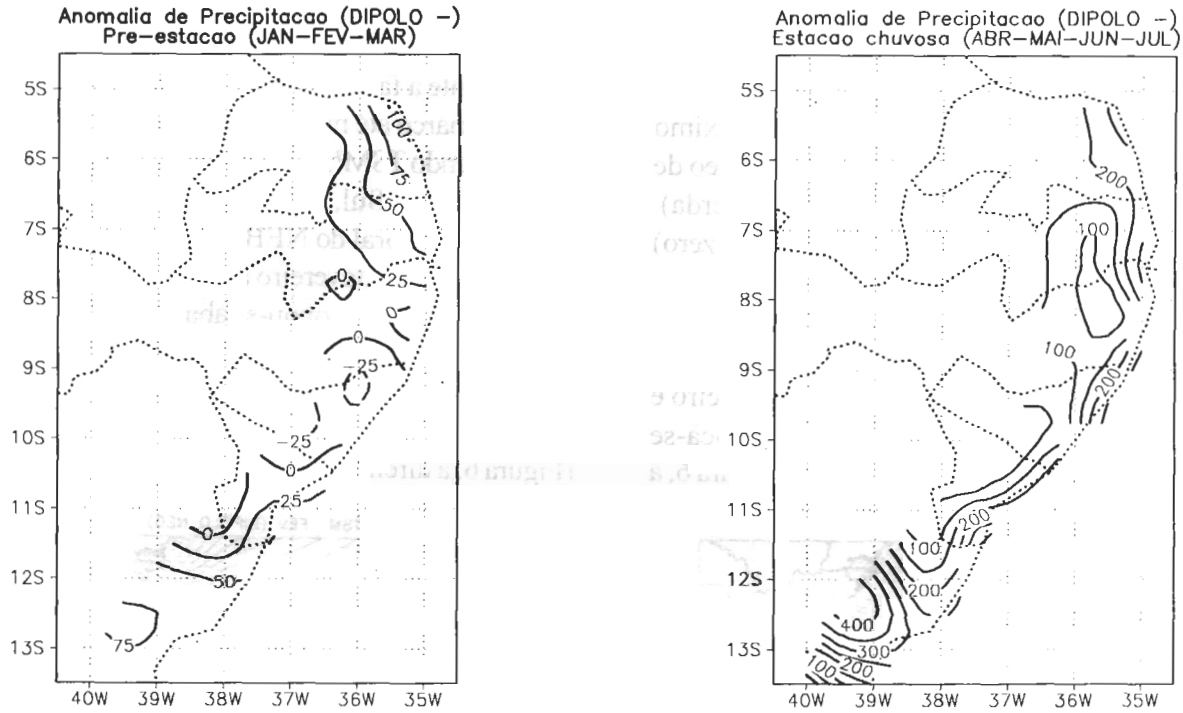 Anomalia de Precipitacao (DIPOLO −)
Pre−estacao (JAN−FEV−MAR)
5S
6S
7S
8S
9S
10S
11S
12S
13S
40W
39W
38W
37W
36W
35W
100
75
50
25
0
0
0
−25
−25
0
25
0
50
75
Anomalia de Precipitacao (DIPOLO −)
Estacao chuvosa (ABR−MAI−JUN−JUL)
5S
6S
7S
8S
9S
10S
11S
12S
13S
40W
39W
38W
37W
36W
35W
200
100
100
200
200
100
200
400
300
200
100